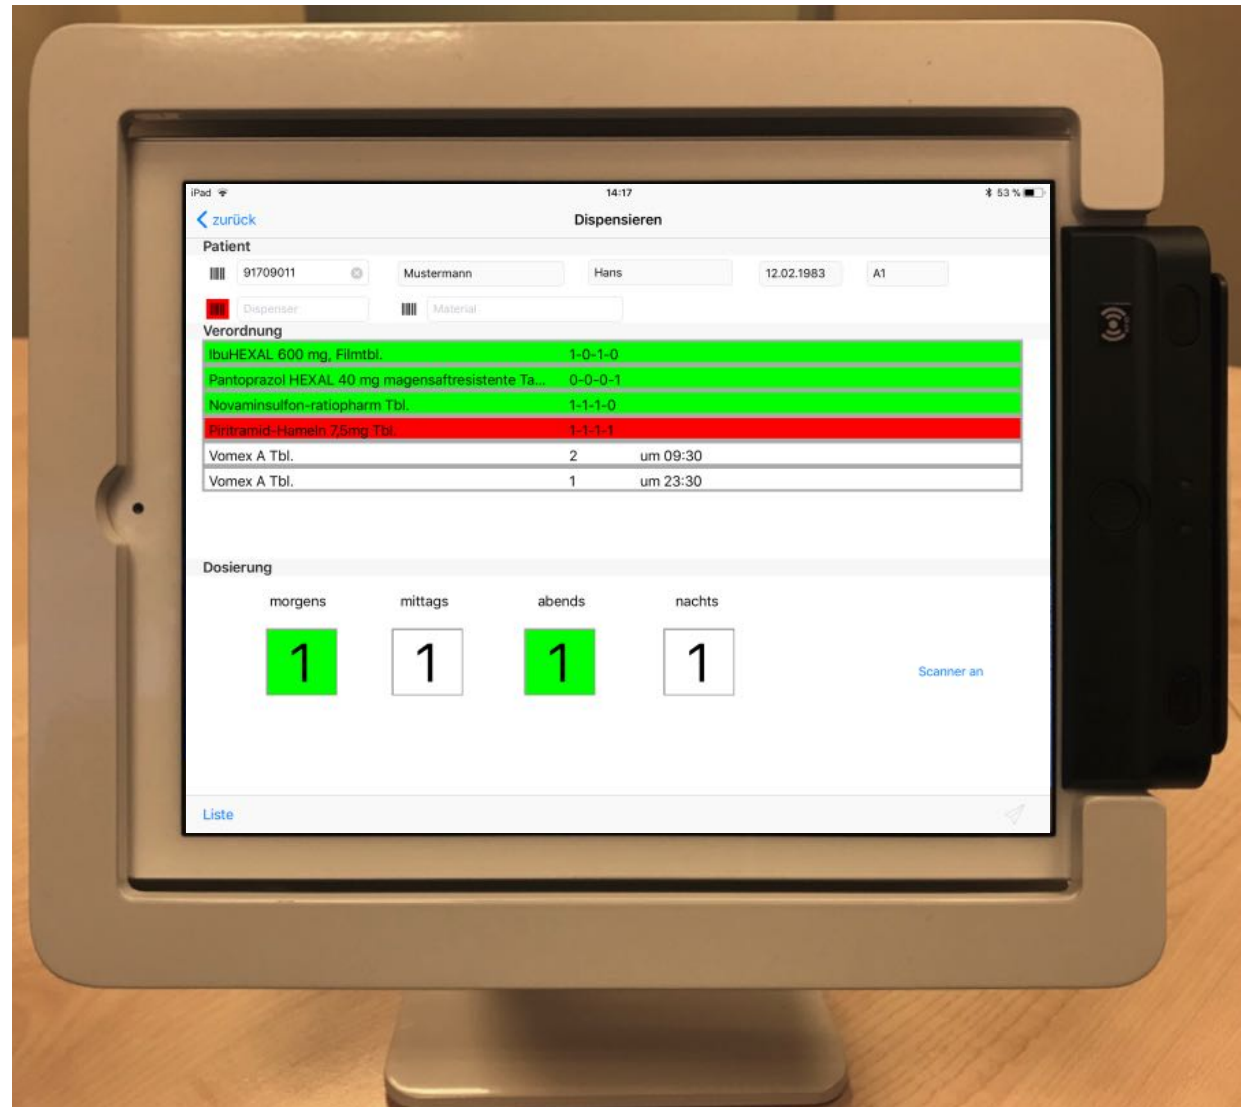 iPad 14:17 53 %
zurück Dispensieren
Patient
91709011 Mustermann Hans 12.02.1983 A1
Dispenser Material
Verordnung
IbuHEXAL 600 mg, Filmtbl. 1-0-1-0
Pantoprazol HEXAL 40 mg magensaftresistente Ta... 0-0-0-1
Novaminsulfon-ratiopharm Tbl. 1-1-1-0
Piritramid-Hameln 7,5mg Tbl. 1-1-1-1
Vomex A Tbl. 2 um 09:30
Vomex A Tbl. 1 um 23:30
Dosierung
morgens mittags abends nachts
1 1 1 1
Scanner an
Liste